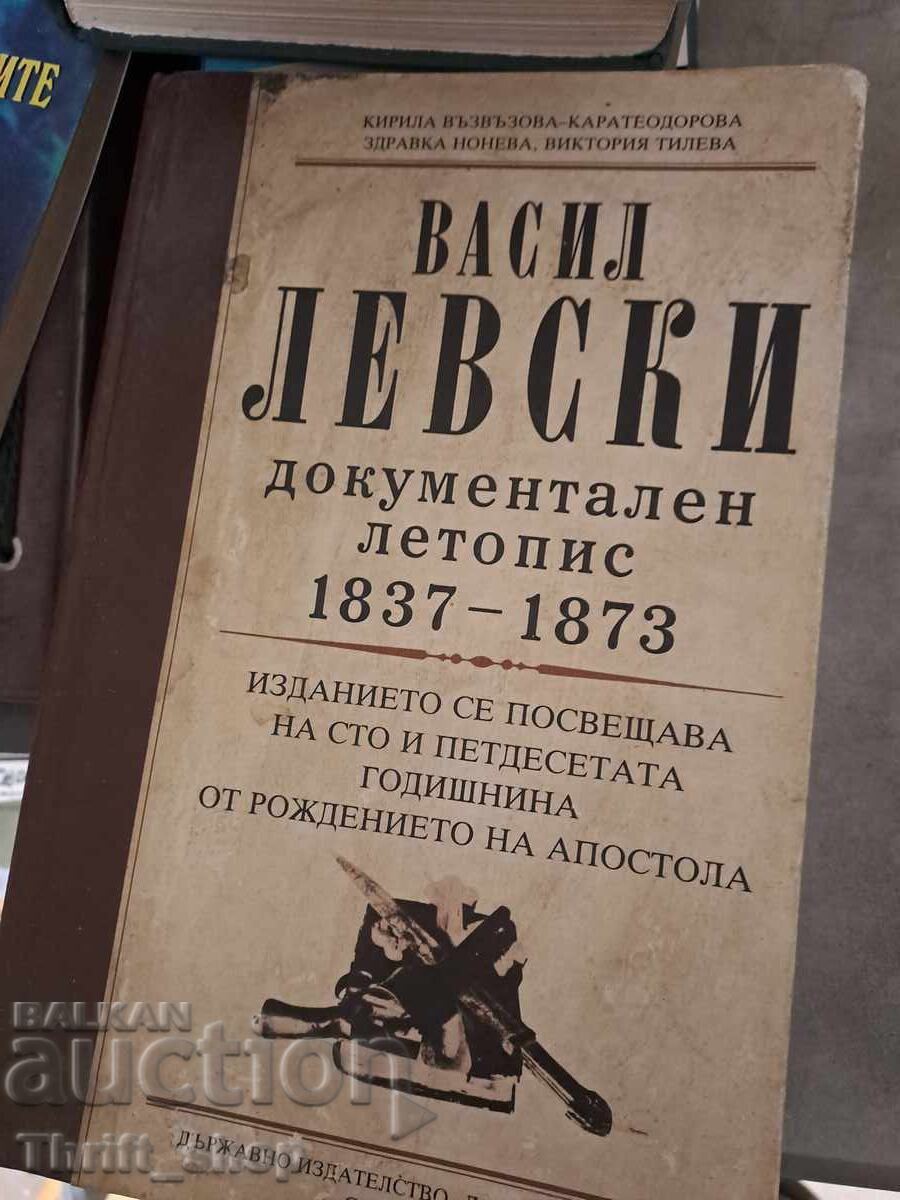 ИТЕ
КИРИЛА ВЪЗВЪЗОВА-КАРАТЕОДОРОВА
ЗДРАВКА НОНЕВА, ВИКТОРИЯ ТИЛЕВА
ВАСИЛ
ЛЕВСКИ
документален
летопис
1837 – 1873
ИЗДАНИЕТО СЕ ПОСВЕЩАВА
НА СТО И ПЕТДЕСЕТАТА
ГОДИШНИНА
ОТ РОЖДЕНИЕТО НА АПОСТОЛА
ДЪРЖАВНО ИЗДАТЕЛСТВО
BALKAN
auction
Thrift_shop